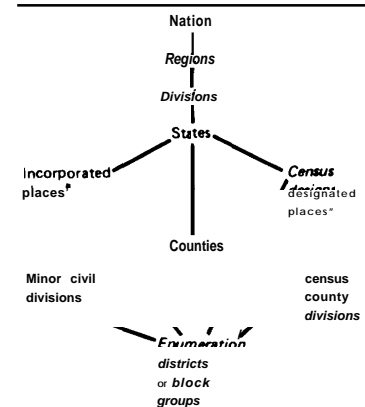 Nation
Regions
Divisions
States
Incorporated
places
Census
designated
places"
Counties
Minor civil
divisions
census
county
divisions
Enumeration
districts
or block
groups